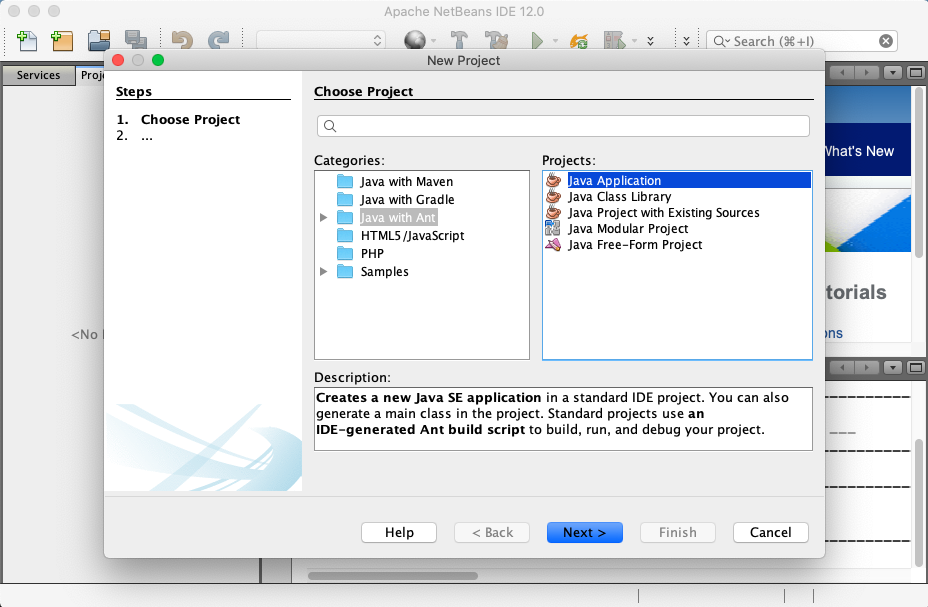 Apache NetBeans IDE 12.0
Search (⌘+I)
New Project
Services
Steps
1. Choose Project
2. ...
Choose Project
Categories:
Java with Maven
Java with Gradle
Java with Ant
HTML5/JavaScript
PHP
Samples
Projects:
Java Application
Java Class Library
Java Project with Existing Sources
Java Modular Project
Java Free-Form Project
Description:
Creates a new Java SE application in a standard IDE project. You can also
generate a main class in the project. Standard projects use an
IDE-generated Ant build script to build, run, and debug your project.
Help
< Back
Next >
Finish
Cancel
What's New
<No